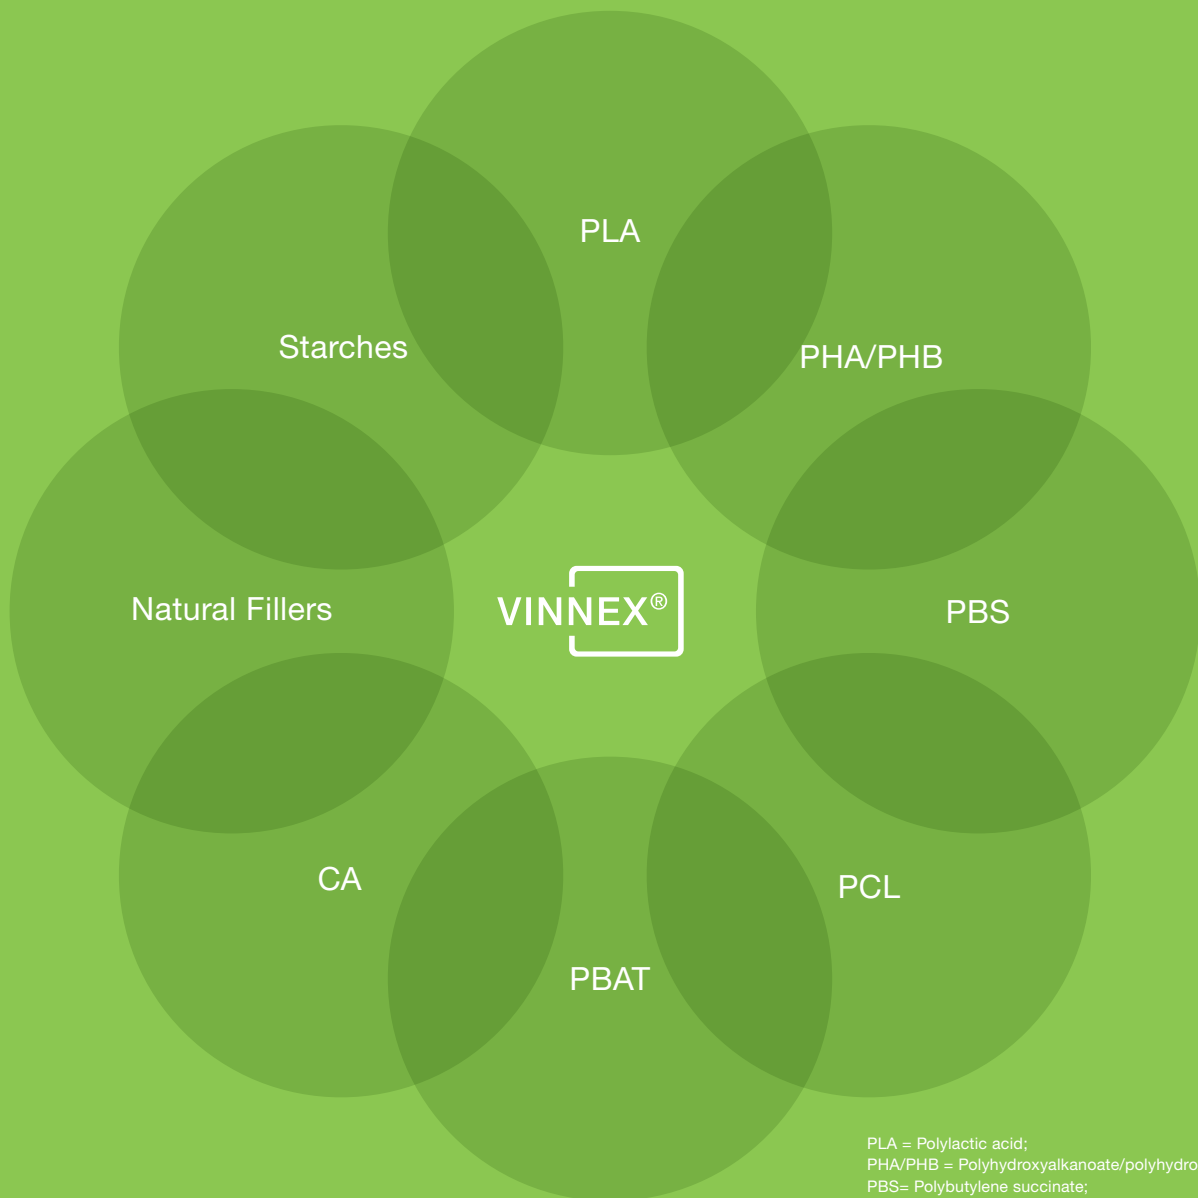 PLA
Starches
PHA/PHB
Natural Fillers
VINNEX®
PBS
CA
PCL
PBAT
PLA = Polylactic acid;
PHA/PHB = Polyhydroxyalkanoate/polyhydro
PBS= Polybutylene succinate;